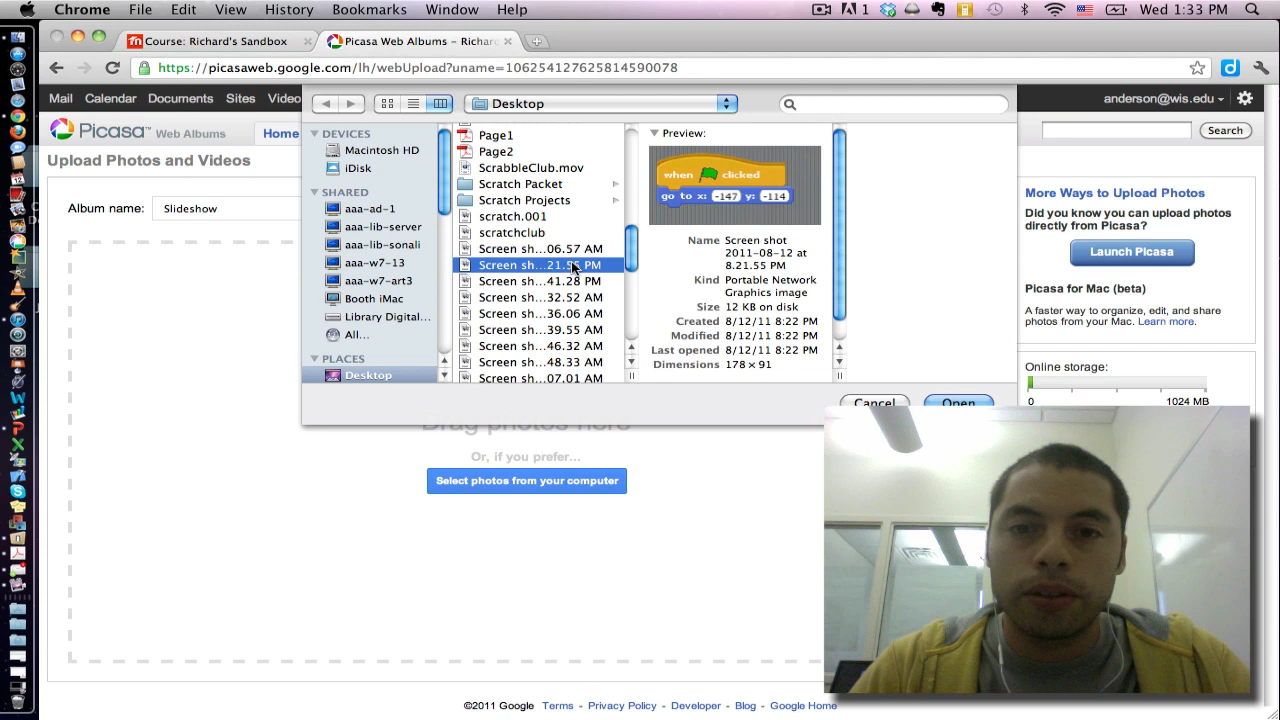 Chrome File Edit View History Bookmarks Window Help
1 Wed 1:33 PM
Course: Richard's Sandbox
Picasa Web Albums – Richard
https://picasaweb.google.com/lh/webUpload?uname=106254127625814590078
Mail Calendar Documents Sites Video
anderson@wis.edu
Picasa™ Web Albums Home
Search
Upload Photos and Videos
Album name: Slideshow
Desktop
DEVICES
Macintosh HD
iDisk
SHARED
aaa-ad-1
aaa-lib-server
aaa-lib-sonali
aaa-w7-13
aaa-w7-art3
Booth iMac
Library Digital...
All...
PLACES
Desktop
Page1
Page2
ScrabbleClub.mov
Scratch Packet
Scratch Projects
scratch.001
scratchclub
Screen sh...06.57 AM
Screen sh...21.55 PM
Screen sh...41.28 PM
Screen sh...32.52 AM
Screen sh...36.06 AM
Screen sh...39.55 AM
Screen sh...46.32 AM
Screen sh...48.33 AM
Screen sh...07.01 AM
Preview:
when clicked
go to x: -147 y: -114
Name Screen shot
2011-08-12 at
8.21.55 PM
Kind Portable Network
Graphics image
Size 12 KB on disk
Created 8/12/11 8:22 PM
Modified 8/12/11 8:22 PM
Last opened 8/12/11 8:22 PM
Dimensions 178 × 91
Cancel Open
Drag photos here
Or, if you prefer...
Select photos from your computer
More Ways to Upload Photos
Did you know you can upload photos
directly from Picasa?
Launch Picasa
Picasa for Mac (beta)
A faster way to organize, edit, and share
photos from your Mac. Learn more.
Online storage:
0 1024 MB
©2011 Google Terms - Privacy Policy - Developer - Blog - Google Home